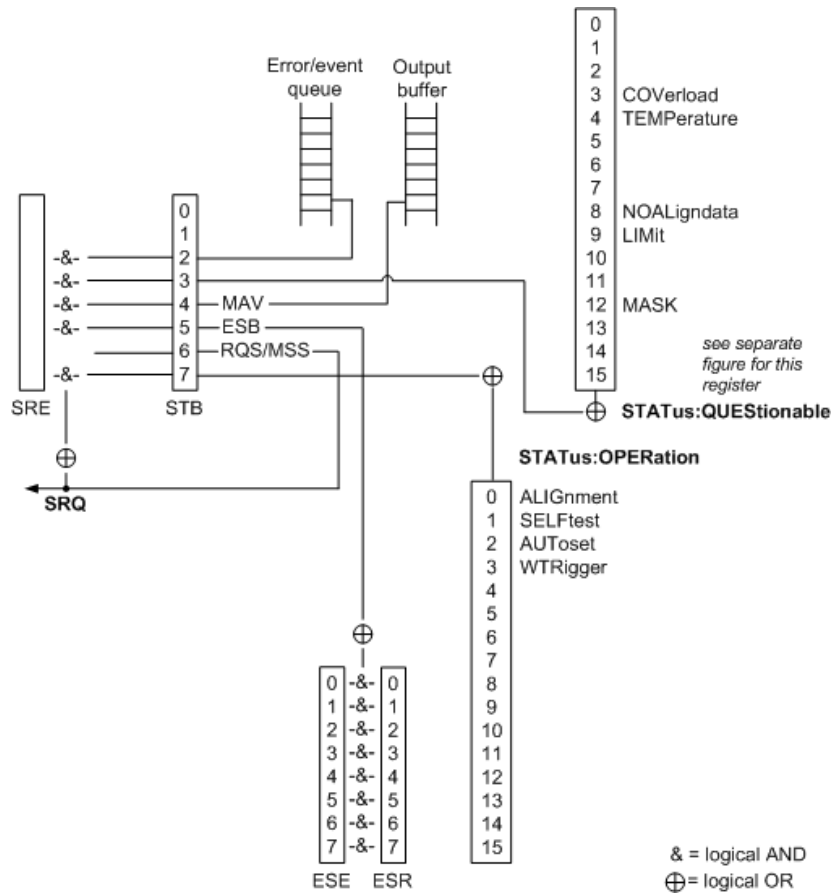 Error/event
queue
Output
buffer
0
1
2
3 COVerload
4 TEMPerature
5
6
7
8 NOALigndata
9 LIMit
10
11
12 MASK
13
14
15
see separate
figure for this
register
STATus:QUEStionable
0
1
-&- 2
-&- 3
-&- 4 MAV
-&- 5 ESB
6 RQS/MSS
-&- 7
SRE
STB
SRQ
STATus:OPERation
0 ALIGnment
1 SELFtest
2 AUToset
3 WTRigger
4
5
6
7
8
9
10
11
12
13
14
15
0 -&- 0
1 -&- 1
2 -&- 2
3 -&- 3
4 -&- 4
5 -&- 5
6 -&- 6
7 -&- 7
ESE ESR
& = logical AND
⊕ = logical OR